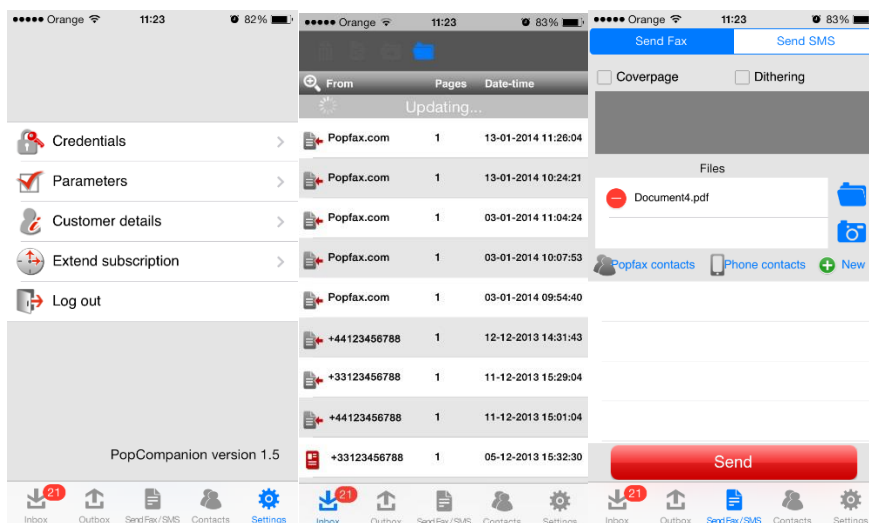 Orange 11:23 82%
Credentials
Parameters
Customer details
Extend subscription
Log out
PopCompanion version 1.5
21
Inbox Outbox Send Fax/SMS Contacts Settings
Orange 11:23 83%
From Pages Date-time
Updating...
Popfax.com 1 13-01-2014 11:26:04
Popfax.com 1 13-01-2014 10:24:21
Popfax.com 1 03-01-2014 11:04:24
Popfax.com 1 03-01-2014 10:07:53
Popfax.com 1 03-01-2014 09:54:40
+44123456788 1 12-12-2013 14:31:43
+33123456788 1 11-12-2013 15:29:04
+44123456788 1 11-12-2013 15:01:04
+33123456788 1 05-12-2013 15:32:30
21
Inbox Outbox Send Fax/SMS Contacts Settings
Orange 11:23 83%
Send Fax Send SMS
Coverpage Dithering
Files
Document4.pdf
Popfax contacts Phone contacts New
Send
21
Inbox Outbox Send Fax/SMS Contacts Settings